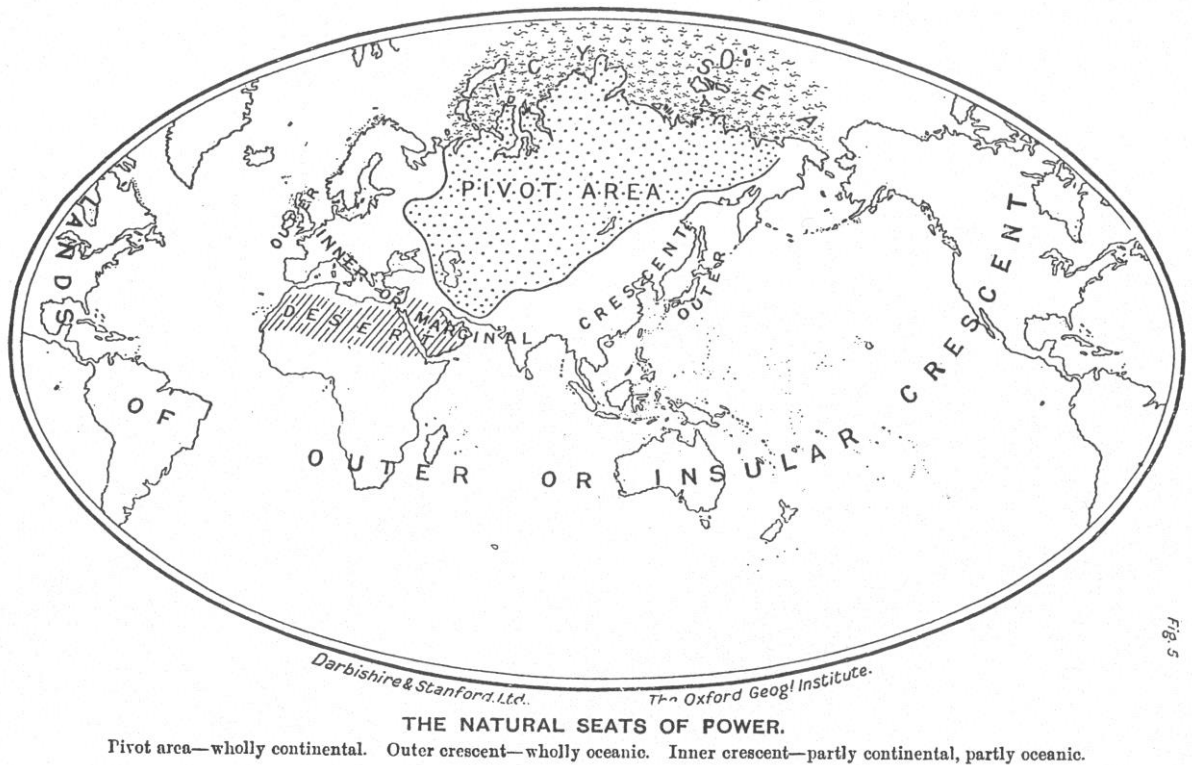 ICY SEA
PIVOT AREA
LANDS
OF
OUTER
INNER OR
MARGINAL
CRESCENT
OUTER
DESERT
OUTER OR INSULAR CRESCENT
Darbishire & Stanford. Ltd.
The Oxford Geogl Institute.
Fig. 5
THE NATURAL SEATS OF POWER.
Pivot area—wholly continental. Outer crescent—wholly oceanic. Inner crescent—partly continental, partly oceanic.